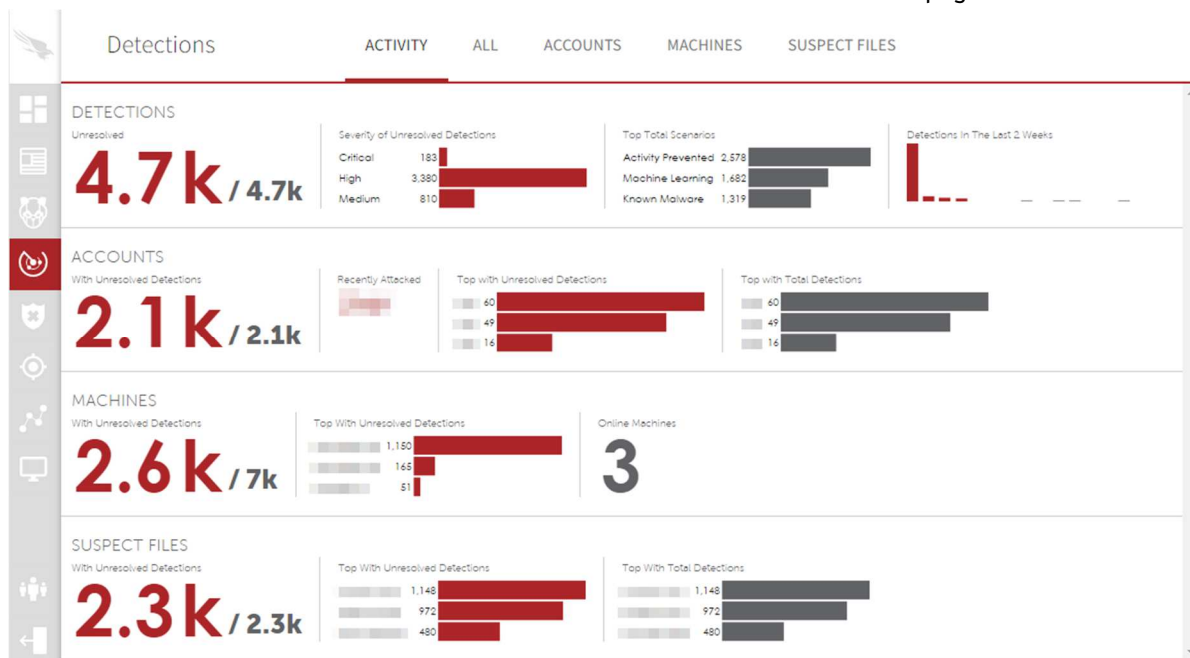 pag
Detections
ACTIVITY ALL ACCOUNTS MACHINES SUSPECT FILES
DETECTIONS
Unresolved
4.7k / 4.7k
Severity of Unresolved Detections
Critical 183
High 3,380
Medium 810
Top Total Scenarios
Activity Prevented 2,578
Machine Learning 1,682
Known Malware 1,319
Detections In The Last 2 Weeks
ACCOUNTS
With Unresolved Detections
2.1k / 2.1k
Recently Attacked
Top with Unresolved Detections
60
49
16
Top with Total Detections
60
49
16
MACHINES
With Unresolved Detections
2.6k / 7k
Top With Unresolved Detections
1,150
165
51
Online Machines
3
SUSPECT FILES
With Unresolved Detections
2.3k / 2.3k
Top With Unresolved Detections
1,148
972
480
Top With Total Detections
1,148
972
480